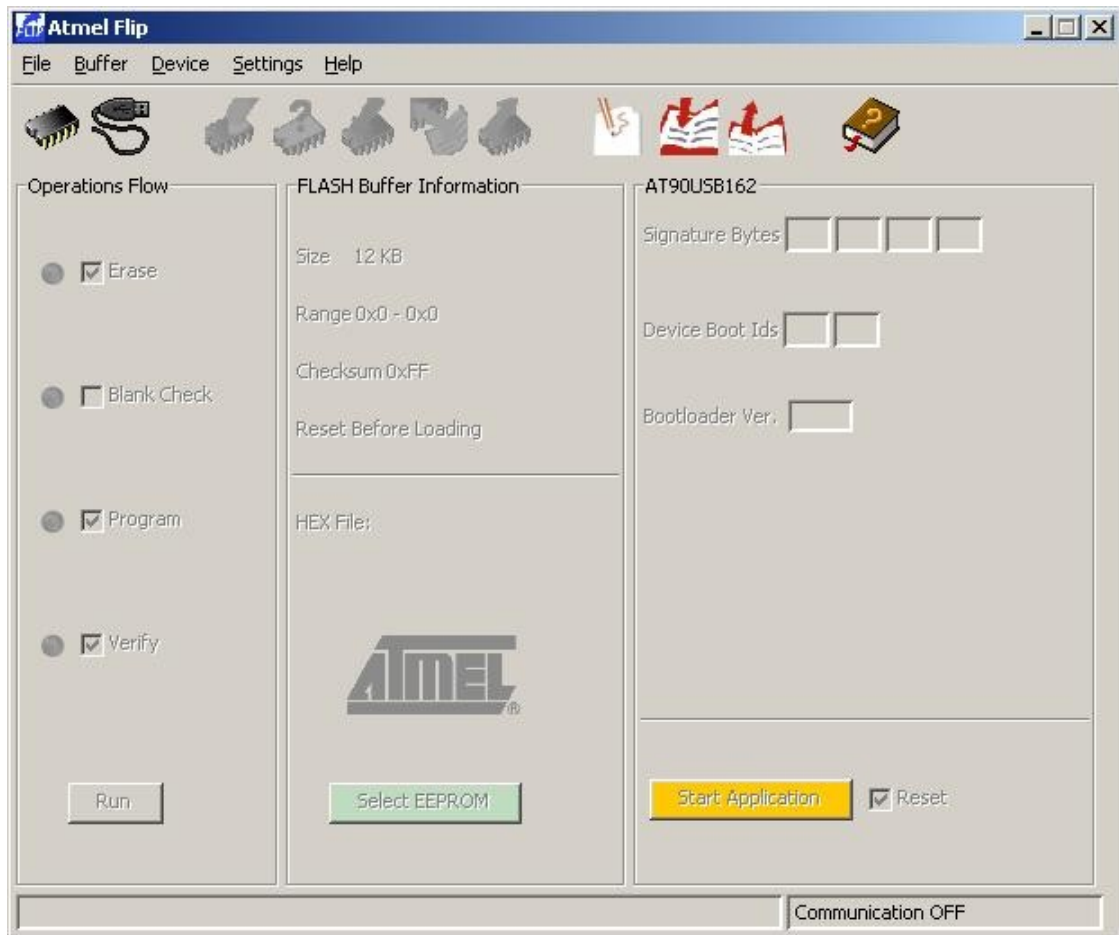 Atmel Flip
File Buffer Device Settings Help
Operations Flow
Erase
Blank Check
Program
Verify
Run
FLASH Buffer Information
Size 12 KB
Range 0x0 - 0x0
Checksum 0xFF
Reset Before Loading
HEX File:
ATMEL®
Select EEPROM
AT90USB162
Signature Bytes
Device Boot Ids
Bootloader Ver.
Start Application Reset
Communication OFF